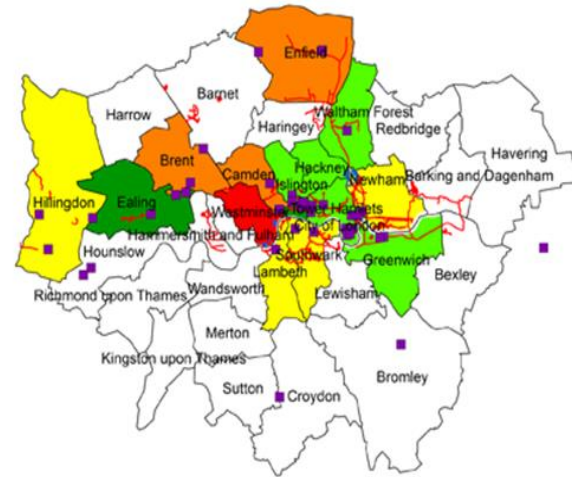 Enfield
Barnet
Harrow
Waltham Forest
Haringey
Redbridge
Havering
Brent
Camden
Hackney
Islington
Newham
Barking and Dagenham
Hillingdon
Ealing
Westminster
Tower Hamlets
City of London
Hammersmith and Fulham
Hounslow
Southwark
Greenwich
Bexley
Lambeth
Richmond upon Thames
Wandsworth
Lewisham
Merton
Kingston upon Thames
Bromley
Sutton
Croydon